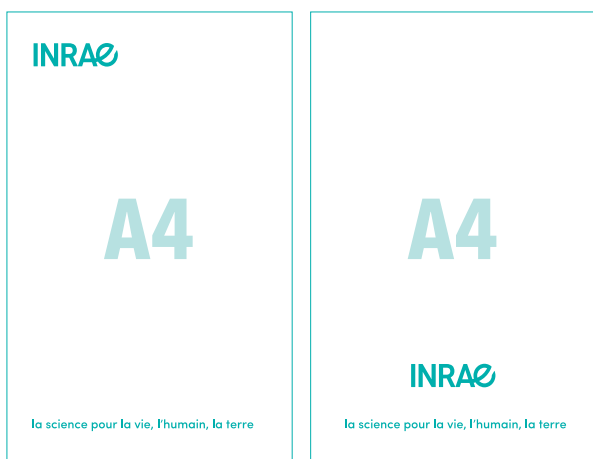 INRAE
A4
la science pour la vie, l'humain, la terre
A4
INRAE
la science pour la vie, l'humain, la terre